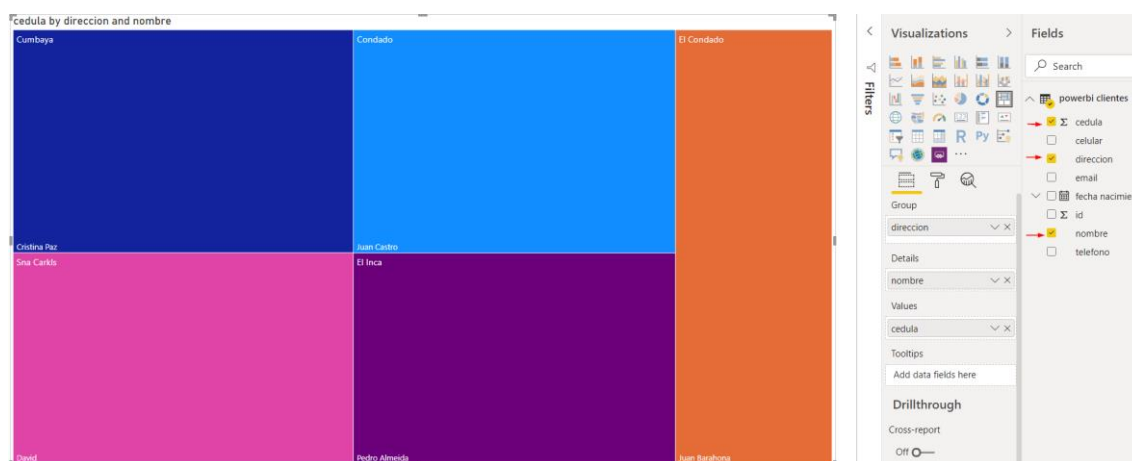 cedula by direccion and nombre
Cumbaya
Cristina Paz
Condado
Juan Castro
El Condado
Juan Barahona
Sna Carkls
David
El Inca
Pedro Almeida
Filters
Visualizations
R Py
Group
direccion
Details
nombre
Values
cedula
Tooltips
Add data fields here
Drillthrough
Cross-report
Off
Fields
Search
powerbi clientes
Σ cedula
celular
direccion
email
fecha nacimie
Σ id
nombre
telefono